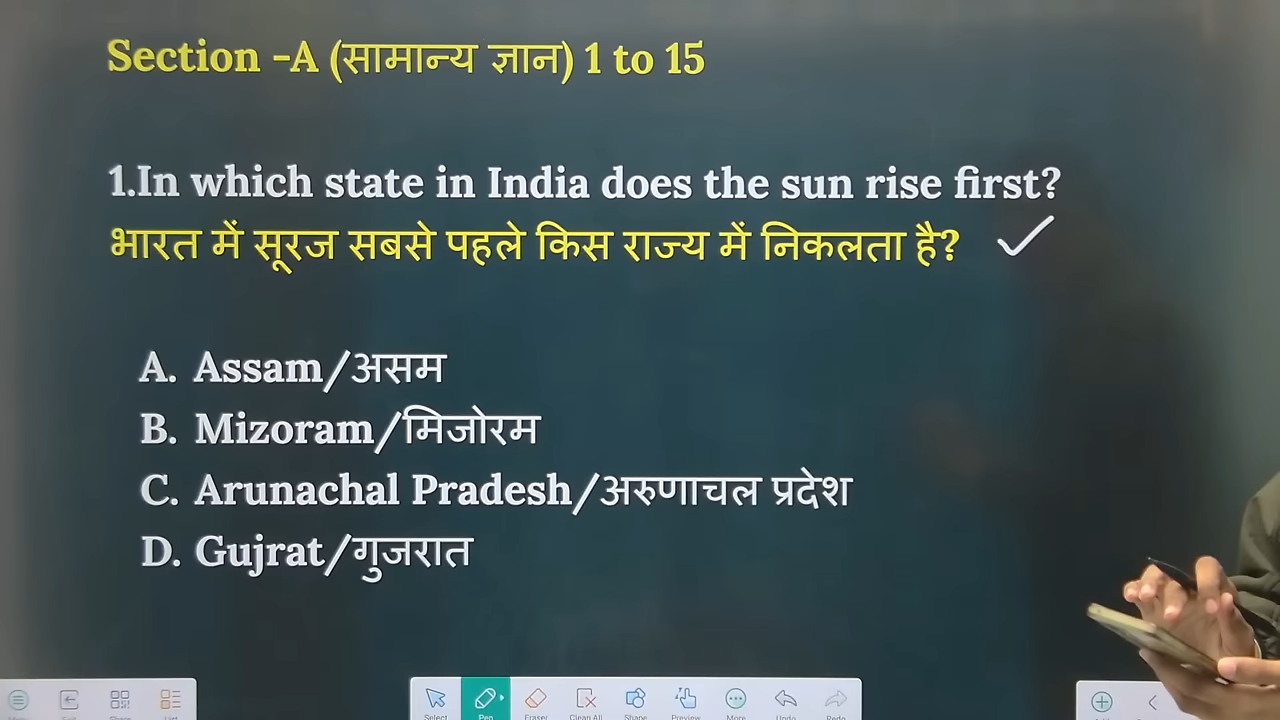 Section -A (सामान्य ज्ञान) 1 to 15
1.In which state in India does the sun rise first?
भारत में सूरज सबसे पहले किस राज्य में निकलता है?
A. Assam/असम
B. Mizoram/मिजोरम
C. Arunachal Pradesh/अरुणाचल प्रदेश
D. Gujrat/गुजरात
Select Pen Eraser Clean All Shape Preview More Undo Redo